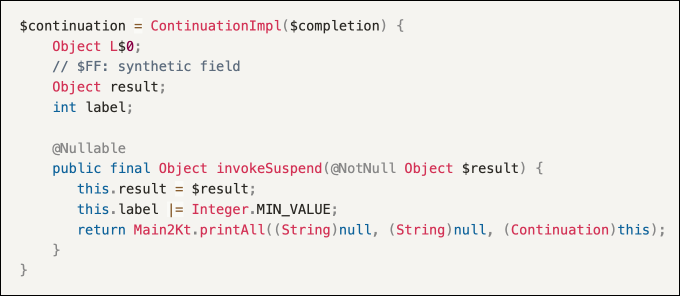 $continuation = ContinuationImpl($completion) {
Object L$0;
// $FF: synthetic field
Object result;
int label;
@Nullable
public final Object invokeSuspend(@NotNull Object $result) {
this.result = $result;
this.label |= Integer.MIN_VALUE;
return Main2Kt.printAll((String)null, (String)null, (Continuation)this);
}
}